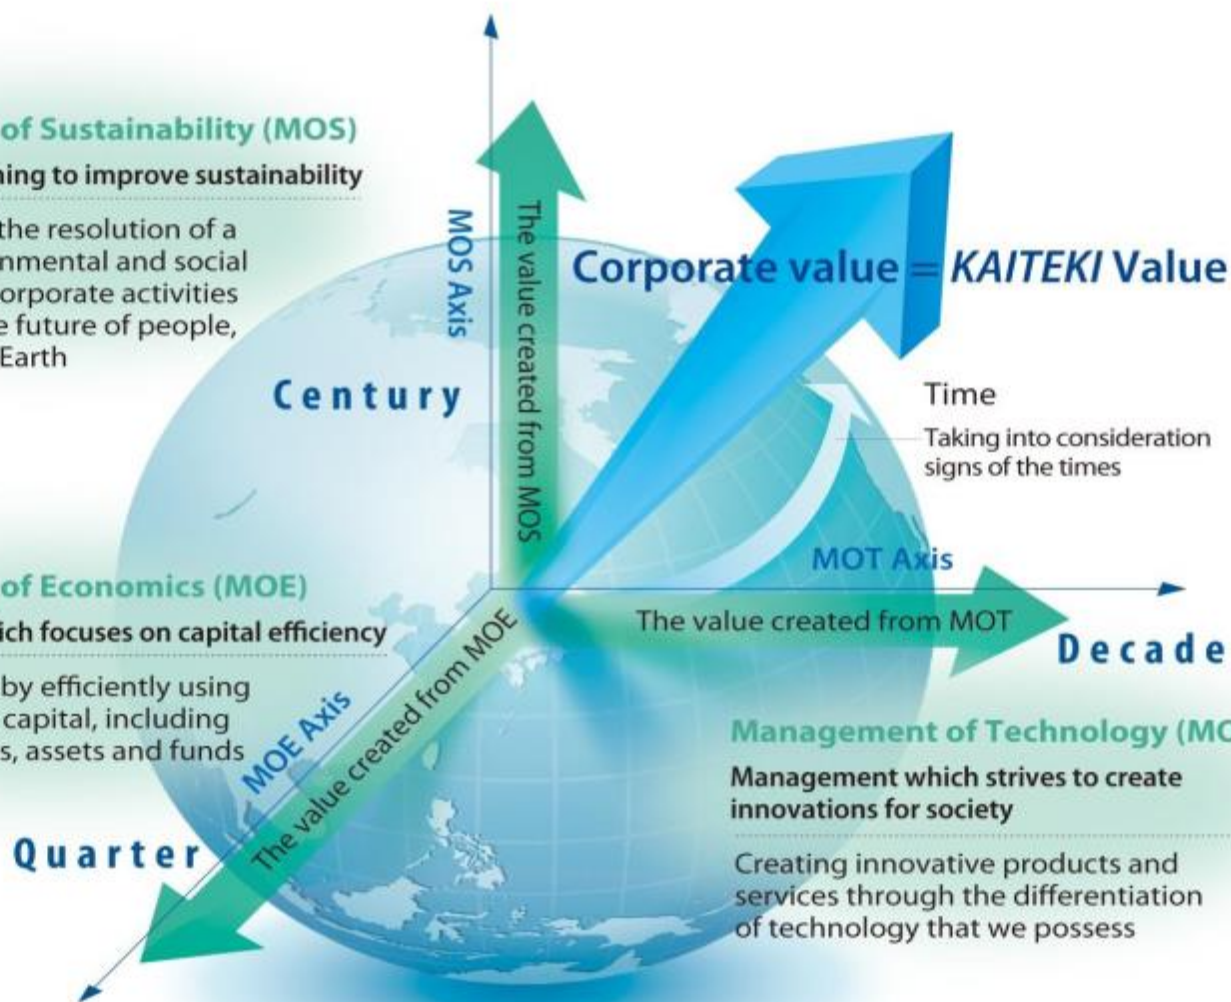 of Sustainability (MOS)
ning to improve sustainability
the resolution of a
nmental and social
orporate activities
e future of people,
Earth
MOS Axis
The value created from MOS
Century
Corporate value = KAITEKI Value
Time
Taking into consideration
signs of the times
MOT Axis
The value created from MOT
Decade
of Economics (MOE)
ich focuses on capital efficiency
by efficiently using
capital, including
s, assets and funds
MOE Axis
The value created from MOE
Quarter
Management of Technology (MO
Management which strives to create
innovations for society
Creating innovative products and
services through the differentiation
of technology that we possess